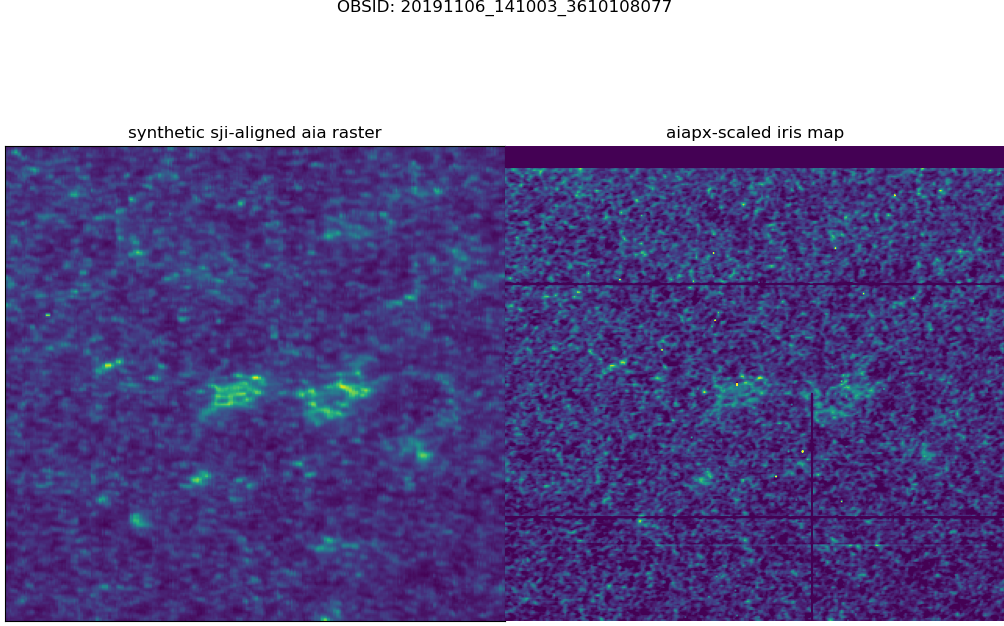 OBSID: 20191106_141003_3610108077
synthetic sji-aligned aia raster
aiapx-scaled iris map